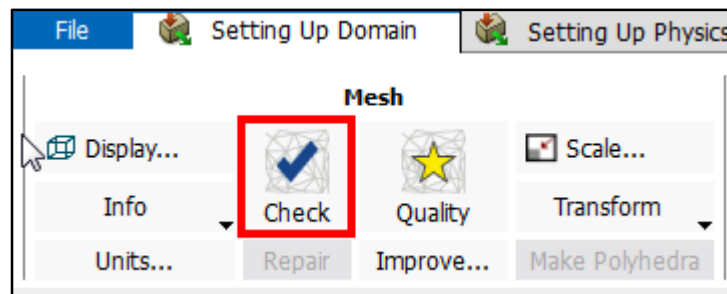 File Setting Up Domain Setting Up Physics
Mesh
Display... Scale...
Info Check Quality Transform
Units... Repair Improve... Make Polyhedra